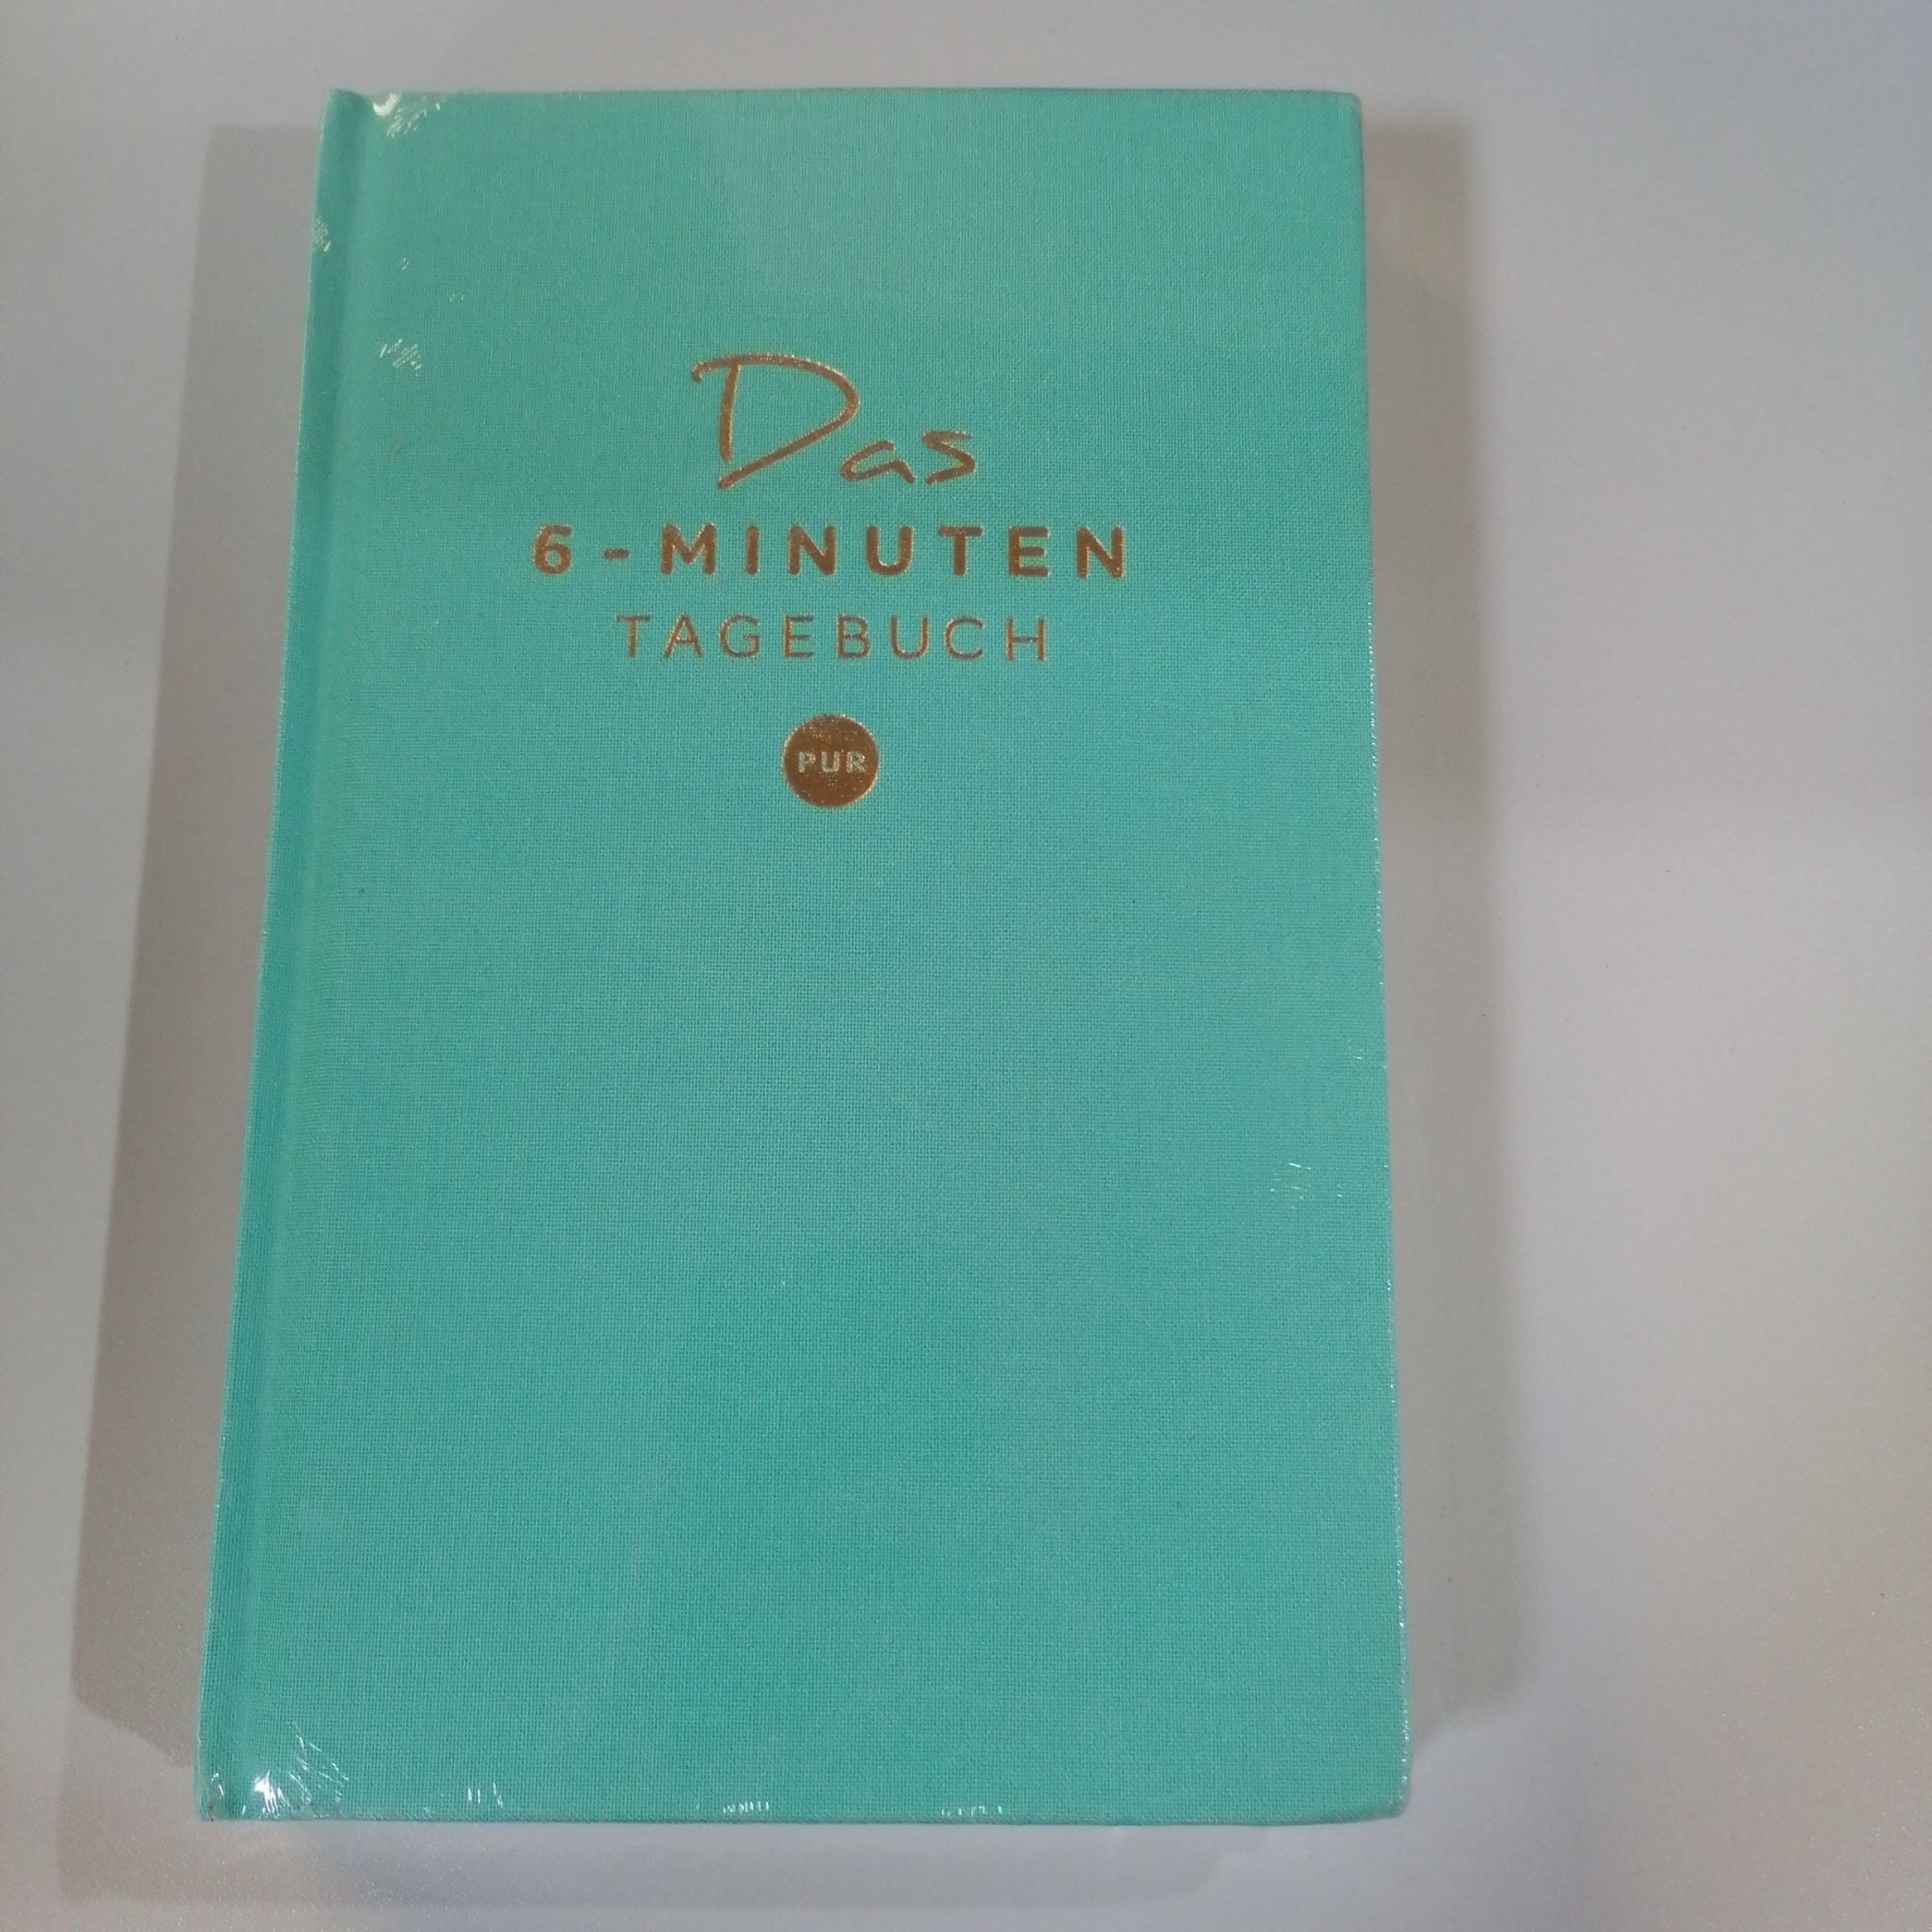 Das
6-MINUTEN
TAGEBUCH
PUR